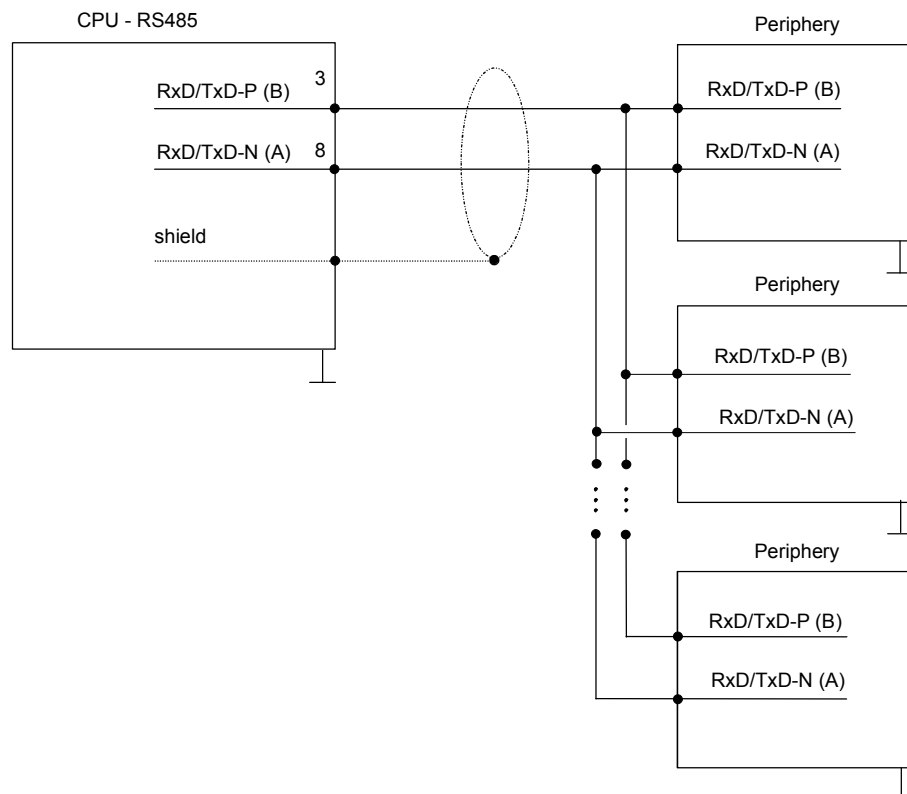 CPU - RS485
RxD/TxD-P (B)
3
RxD/TxD-N (A)
8
shield
Periphery
RxD/TxD-P (B)
RxD/TxD-N (A)
Periphery
RxD/TxD-P (B)
RxD/TxD-N (A)
Periphery
RxD/TxD-P (B)
RxD/TxD-N (A)